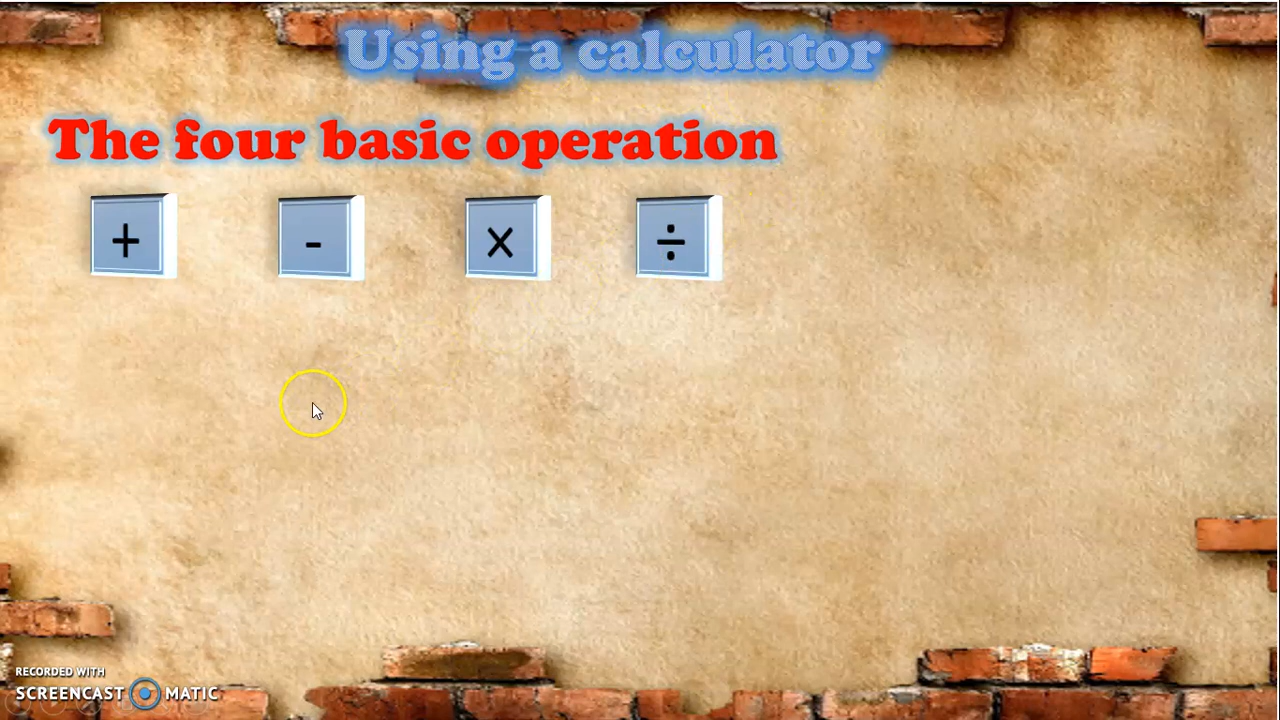 Using a calculator
The four basic operation
+ - × ÷
RECORDED WITH
SCREENCAST MATIC